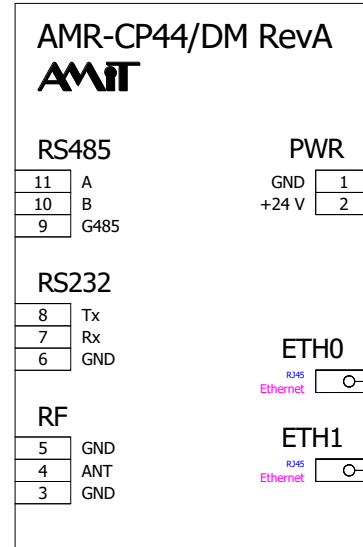 AMR-CP44/DM RevA
AMiT
RS485
11 A
10 B
9 G485
PWR
GND 1
+24 V 2
RS232
8 Tx
7 Rx
6 GND
ETH0
RJ45
Ethernet
RF
5 GND
4 ANT
3 GND
ETH1
RJ45
Ethernet